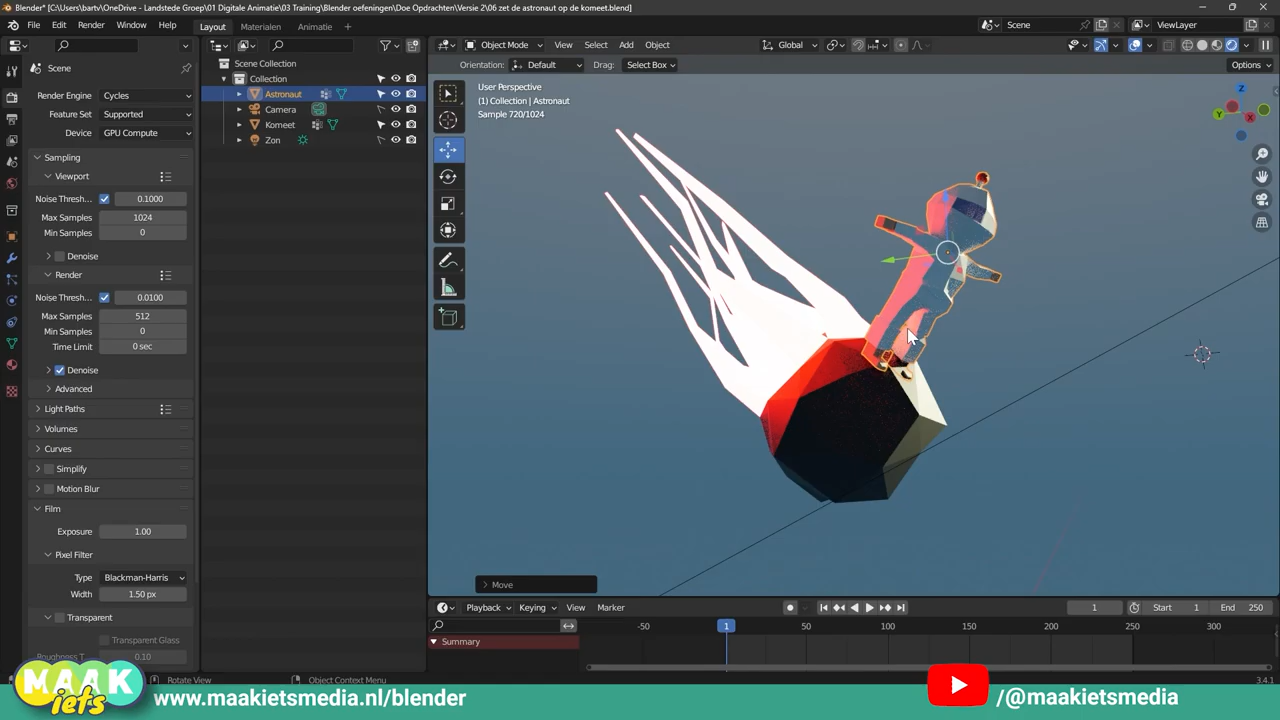 Blender* [C:\Users\bartv\OneDrive - Landstede Groep\01 Digitale Animatie\03 Training\Blender oefeningen\Doe Opdrachten\Versie 2\06 zet de astronaut op de komeet.blend]
File Edit Render Window Help Layout Materialen Animatie Scene ViewLayer
Object Mode View Select Add Object Global
Scene
Scene Collection
Orientation: Default Drag: Select Box Options
Collection
Render Engine Cycles
Feature Set Supported
Device GPU Compute
Astronaut
Camera
Komeet
Zon
User Perspective
(1) Collection | Astronaut
Sample 720/1024
Sampling
Viewport
Noise Thresh... 0.1000
Max Samples 1024
Min Samples 0
Denoise
Render
Noise Thresh... 0.0100
Max Samples 512
Min Samples 0
Time Limit 0 sec
Denoise
Advanced
Light Paths
Volumes
Curves
Simplify
Motion Blur
Film
Exposure 1.00
Pixel Filter
Type Blackman-Harris
Width 1.50 px
Transparent
Transparent Glass
Roughness T... 0.10
Z
Y
X
Move
Playback Keying View Marker 1 Start 1 End 250
-50 1 50 100 150 200 250 300
Summary
Rotate View Object Context Menu 3.4.1
MAAK
iets
www.maakietsmedia.nl/blender
/@maakietsmedia